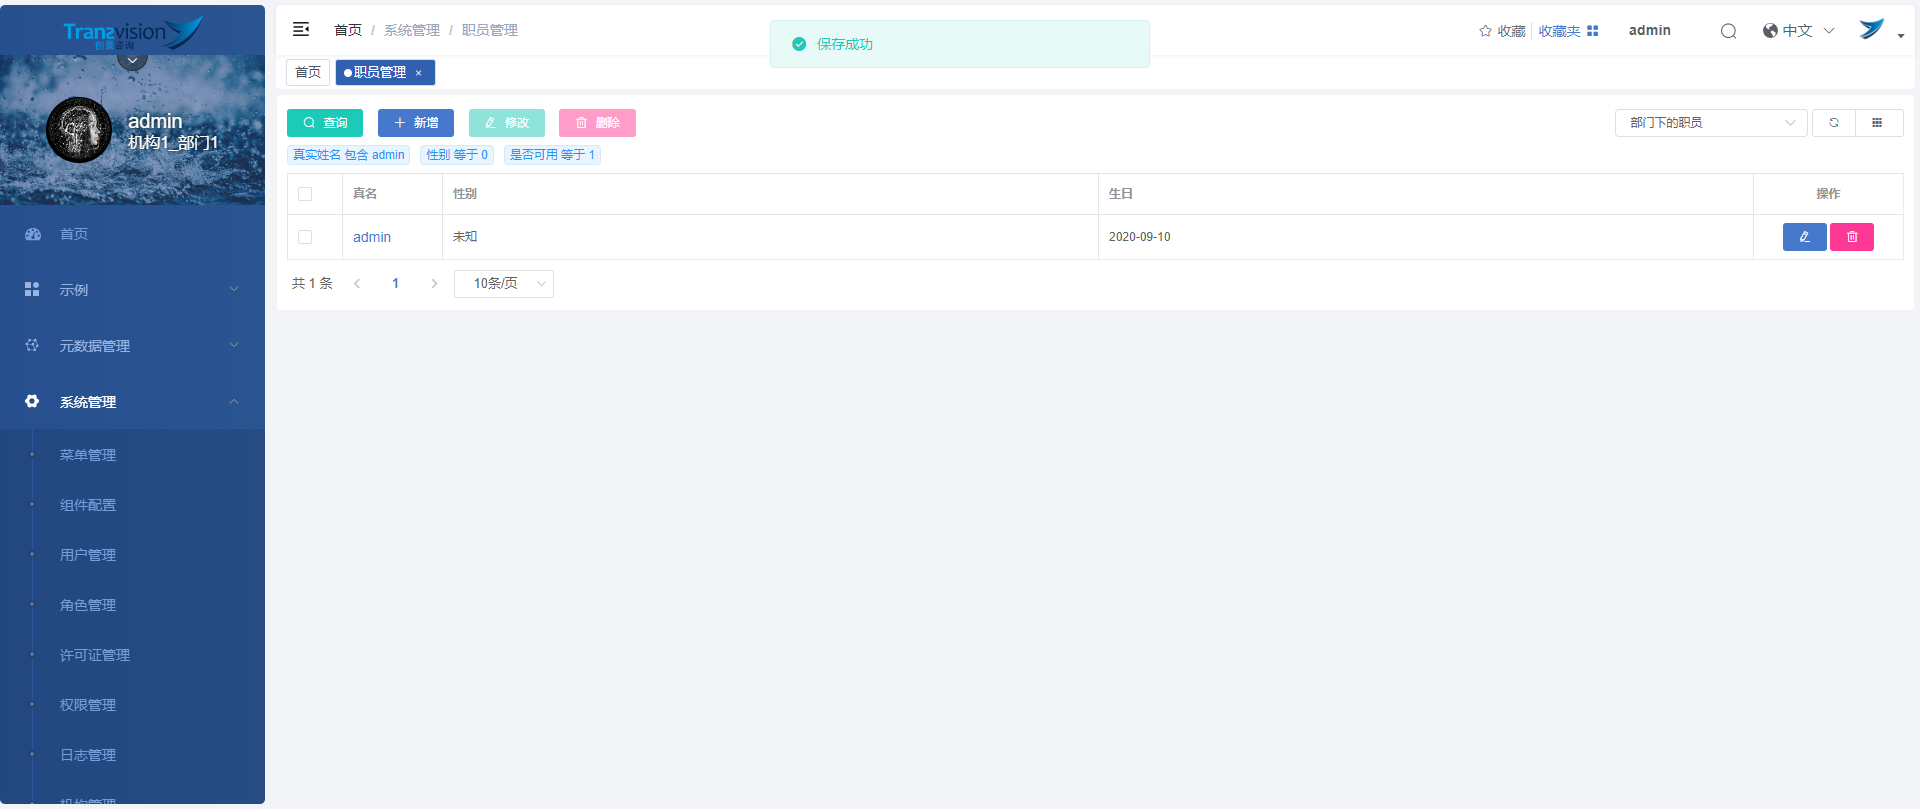 Tranzvision
创景咨询
admin
机构1_部门1
首页
示例
元数据管理
系统管理
菜单管理
组件配置
用户管理
角色管理
许可证管理
权限管理
日志管理
机构管理
首页 / 系统管理 / 职员管理
保存成功
收藏 收藏夹 admin 中文
首页 职员管理 ×
查询 新增 修改 删除 部门下的职员
真实姓名 包含 admin 性别 等于 0 是否可用 等于 1
真名 性别 生日 操作
admin 未知 2020-09-10
共 1 条 1 10条/页